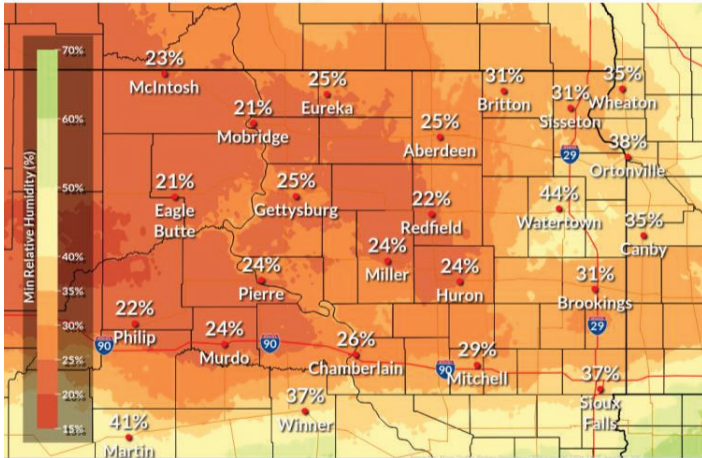 Min Relative Humidity (%)
70%
60%
50%
40%
35%
30%
25%
20%
15%
23%
McIntosh
25%
Eureka
31%
Britton
31%
Sisseton
35%
Wheaton
21%
Mobridge
25%
Aberdeen
38%
Ortonville
29
21%
Eagle
Butte
25%
Gettysburg
22%
Redfield
44%
Watertown
35%
Canby
24%
Pierre
24%
Miller
24%
Huron
31%
Brookings
22%
Philip
90
24%
Murdo
90
26%
Chamberlain
90
29%
Mitchell
29
37%
Sioux
Falls
37%
Winner
41%
Martin